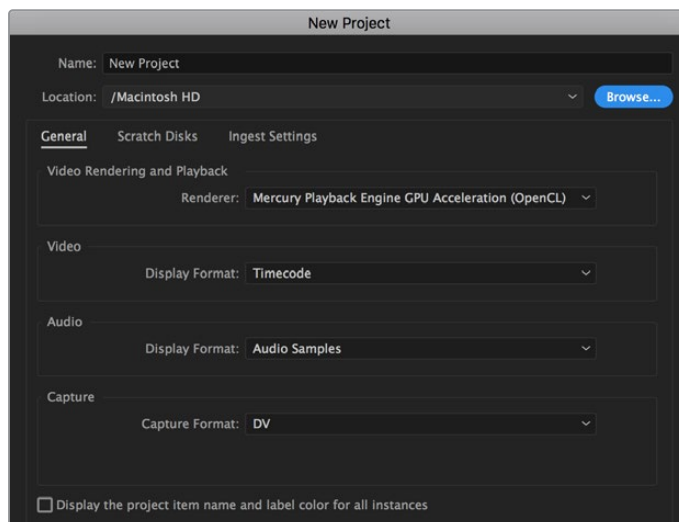 New Project
Name: New Project
Location: /Macintosh HD Browse...
General Scratch Disks Ingest Settings
Video Rendering and Playback
Renderer: Mercury Playback Engine GPU Acceleration (OpenCL)
Video
Display Format: Timecode
Audio
Display Format: Audio Samples
Capture
Capture Format: DV
Display the project item name and label color for all instances